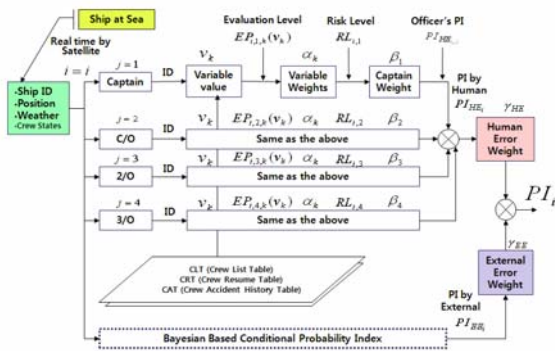 Ship at Sea
Real time by
Satellite
i = i
•Ship ID
•Position
•Weather
•Crew States
Evaluation Level
Risk Level
Officer's PI
EP_{i,1,k}(v_k)
RL_{i,1}
j = 1
Captain
ID
v_k
Variable
value
α_k
Variable
Weights
β_1
Captain
Weight
PI by
Human
PI_{HE_i}
γ_{HE}
Human
Error
Weight
j = 2
C/O
ID
v_k
EP_{i,2,k}(v_k)
α_k
RL_{i,2}
β_2
Same as the above
j = 3
2/O
ID
v_k
EP_{i,3,k}(v_k)
α_k
RL_{i,3}
β_3
Same as the above
j = 4
3/O
ID
v_k
EP_{i,4,k}(v_k)
α_k
RL_{i,4}
β_4
Same as the above
PI_i
CLT (Crew List Table)
CRT (Crew Resume Table)
CAT (Crew Accident History Table)
γ_{EE}
External
Error
Weight
PI by
External
PI_{EE_i}
Bayesian Based Conditional Probability Index